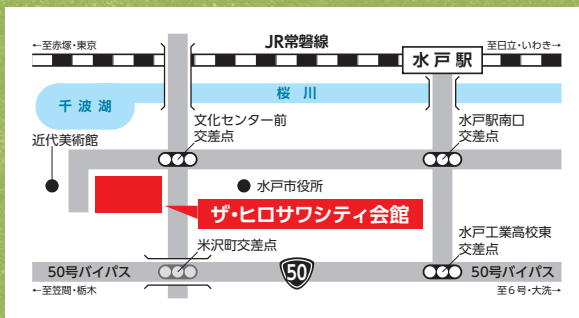 JR常磐線
←至赤塚・東京
至日立・いわき→
水戸駅
桜川
千波湖
文化センター前
交差点
水戸駅南口
交差点
近代美術館
水戸市役所
ザ・ヒロサワシティ会館
水戸工業高校東
交差点
米沢町交差点
50号バイパス
50
50号バイパス
←至笠間・栃木
至6号・大洗→